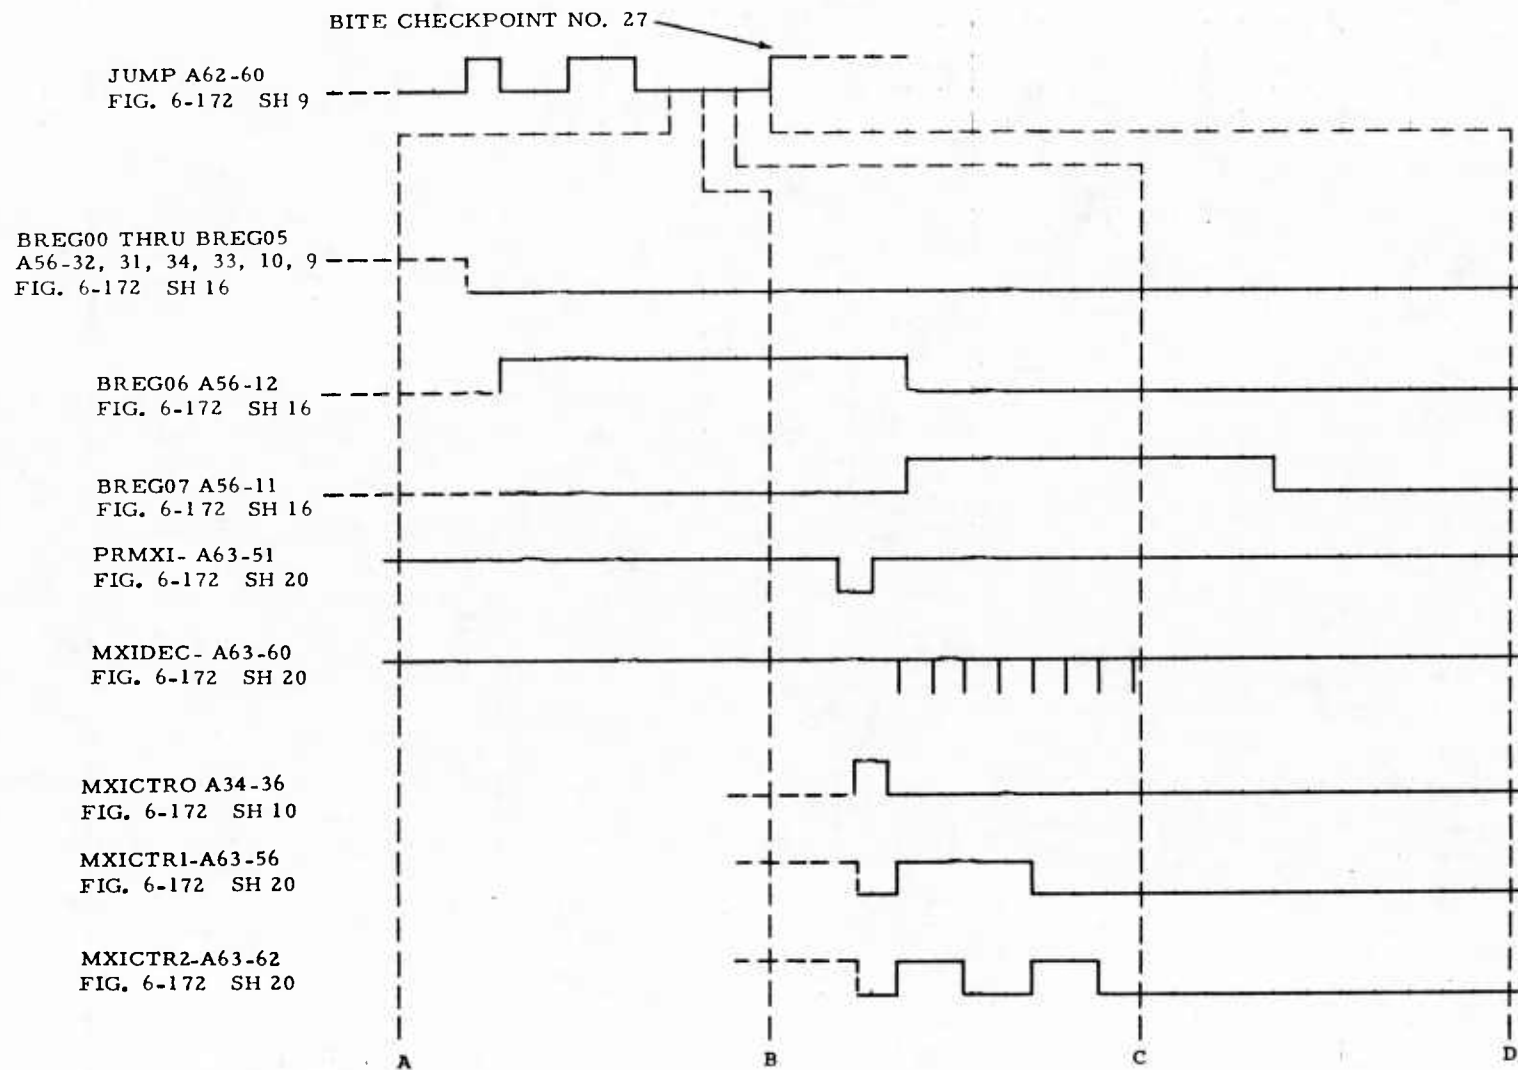 BITE CHECKPOINT NO. 27
JUMP A62-60
FIG. 6-172 SH 9
BREG00 THRU BREG05
A56-32, 31, 34, 33, 10, 9
FIG. 6-172 SH 16
BREG06 A56-12
FIG. 6-172 SH 16
BREG07 A56-11
FIG. 6-172 SH 16
PRMXI- A63-51
FIG. 6-172 SH 20
MXIDEC- A63-60
FIG. 6-172 SH 20
MXICTRO A34-36
FIG. 6-172 SH 10
MXICTR1-A63-56
FIG. 6-172 SH 20
MXICTR2-A63-62
FIG. 6-172 SH 20
A B C D